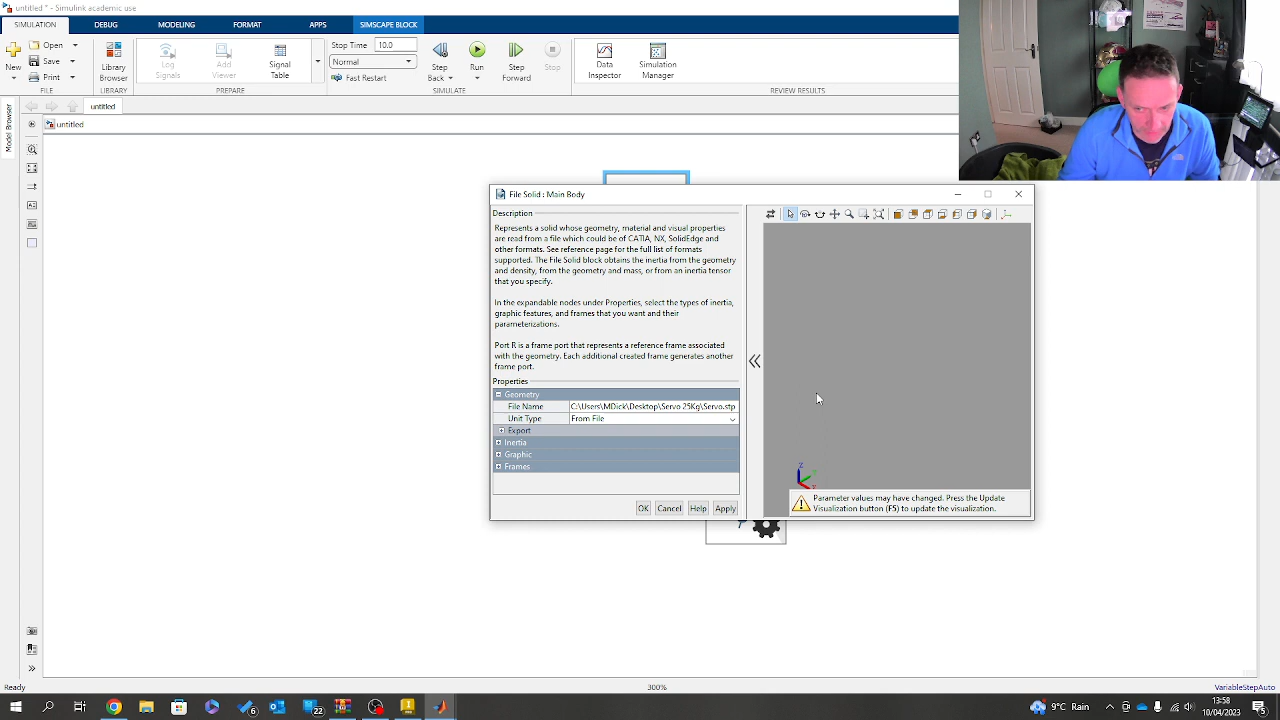 untitled * - Simulink academic use
SIMULATION DEBUG MODELING FORMAT APPS SIMSCAPE BLOCK
New
Open
Save
Print
FILE
Library Browser
LIBRARY
Log Signals
Add Viewer
Signal Table
PREPARE
Stop Time 10.0
Normal
Fast Restart
Step Back
Run
Step Forward
Stop
SIMULATE
Data Inspector
Simulation Manager
REVIEW RESULTS
Model Browser
untitled
untitled
File Solid : Main Body
Description
Represents a solid whose geometry, material and visual properties
are read from a file which could be of CATIA, NX, SolidEdge and
other formats. See reference page for the full list of formats
supported. The File Solid block obtains the inertia from the geometry
and density, from the geometry and mass, or from an inertia tensor
that you specify.
In the expandable nodes under Properties, select the types of inertia,
graphic features, and frames that you want and their
parameterizations.
Port R is a frame port that represents a reference frame associated
with the geometry. Each additional created frame generates another
frame port.
Properties
Geometry
File Name C:\Users\MDick\Desktop\Servo 25Kg\Servo.stp
Unit Type From File
Export
Inertia
Graphic
Frames
OK Cancel Help Apply
Parameter values may have changed. Press the Update
Visualization button (F5) to update the visualization.
Ready 300% VariableStepAuto
6
22
9°C Rain
13:58
10/04/2023